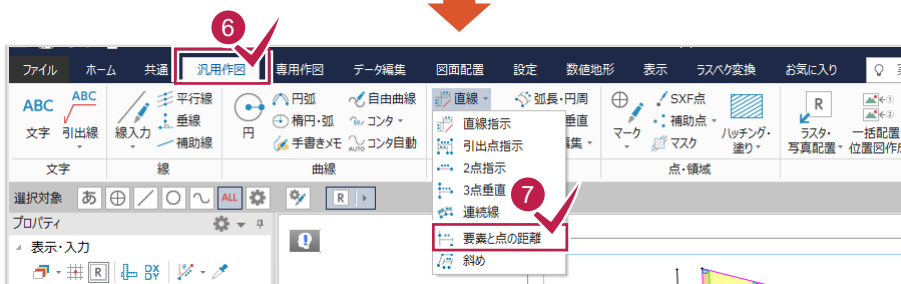 6
ファイル ホーム 共通 汎用作図 専用作図 データ編集 図面配置 設定 数値地形 表示 ラスベク変換 お気に入り
ABC 文字
ABC 引出線
文字
線入力
平行線
垂線
補助線
線
円
円弧
楕円・弧
手書きメモ
自由曲線
コンタ
コンタ自動
曲線
直線
弧長・円周
垂直
集
マーク
SXF点
補助点
マスク
ハッチング・
塗り
点・領域
R
ラスタ・
写真配置
一括配置
位置図作成
直線指示
引出点指示
2点指示
3点垂直
連続線
要素と点の距離
斜め
7
選択対象 あ ALL R
プロパティ
表示・入力
R DX
DY